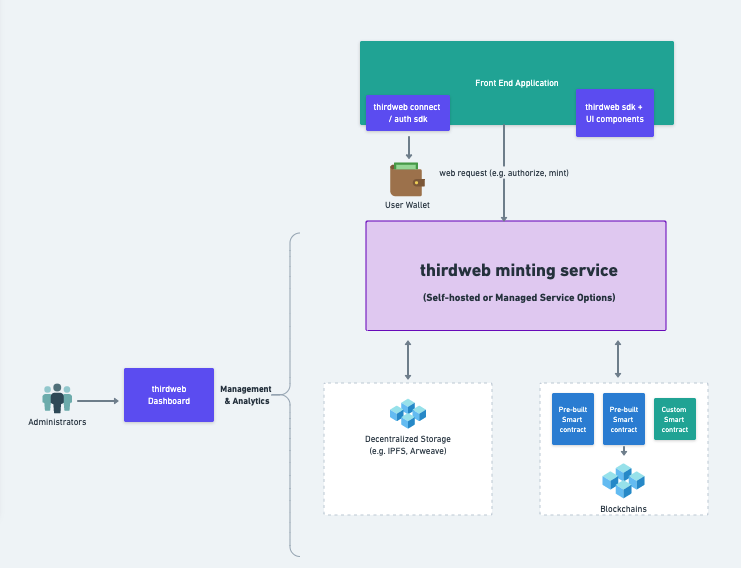 Front End Application
thirdweb connect
/ auth sdk
thirdweb sdk +
UI components
web request (e.g. authorize, mint)
User Wallet
thirdweb minting service
(Self-hosted or Managed Service Options)
Administrators
thirdweb
Dashboard
Management
& Analytics
Decentralized Storage
(e.g. IPFS, Arweave)
Pre-built
Smart
contract
Pre-built
Smart
contract
Custom
Smart
contract
Blockchains